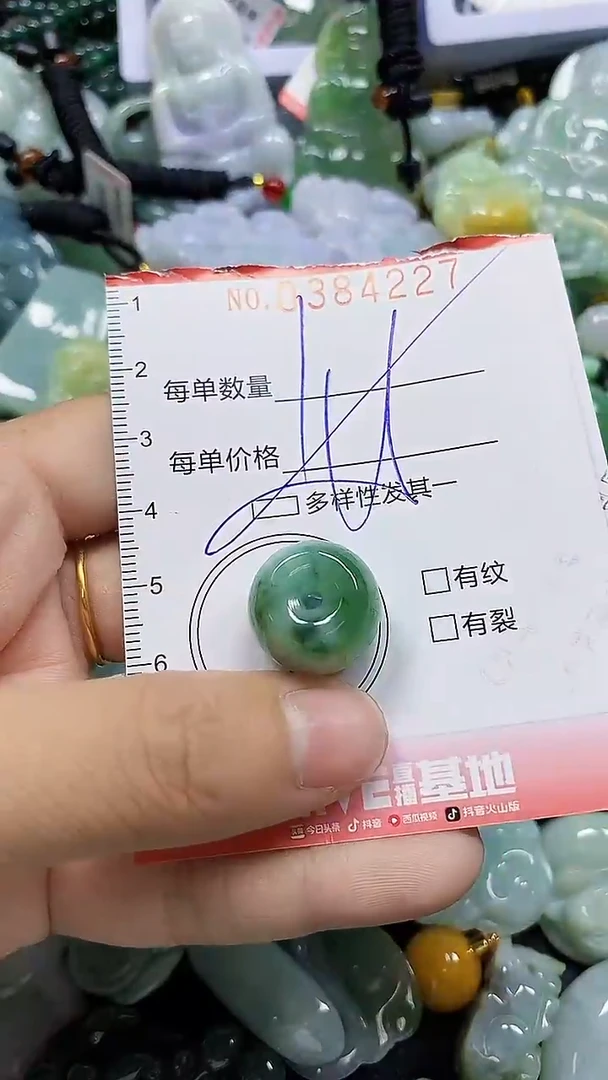 NO.0384227
1
2
每单数量
3
每单价格
4
多样性发其一
5
有纹
有裂
6
直播基地
今日头条 抖音 西瓜视频 抖音火山版